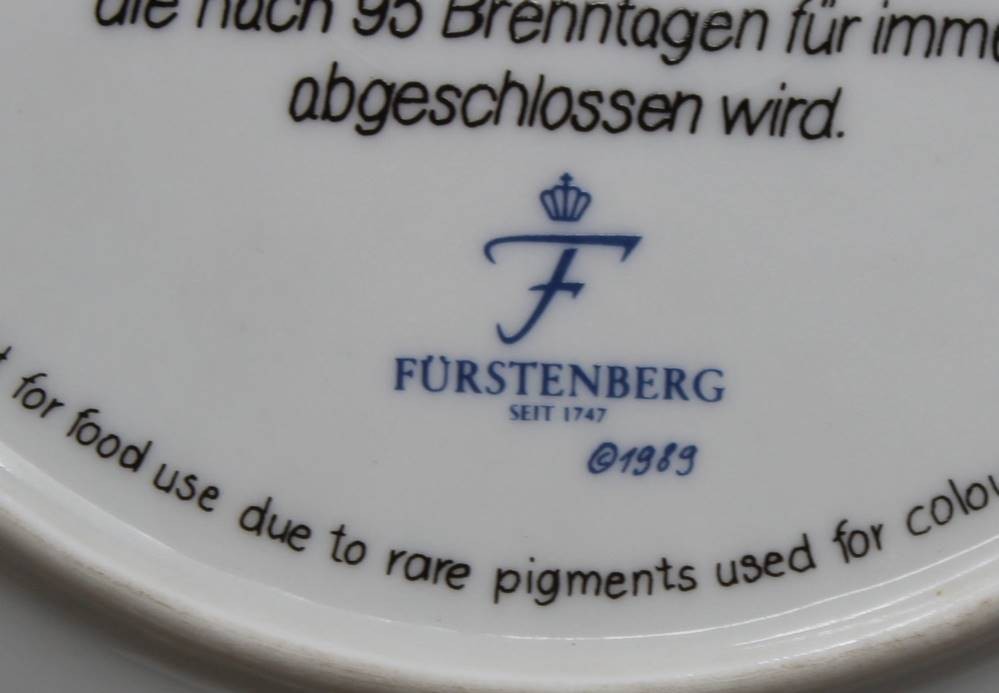 die nach 95 Brenntagen für imme
abgeschlossen wird.
F
FÜRSTENBERG
SEIT 1747
©1989
for food use due to rare pigments used for colou